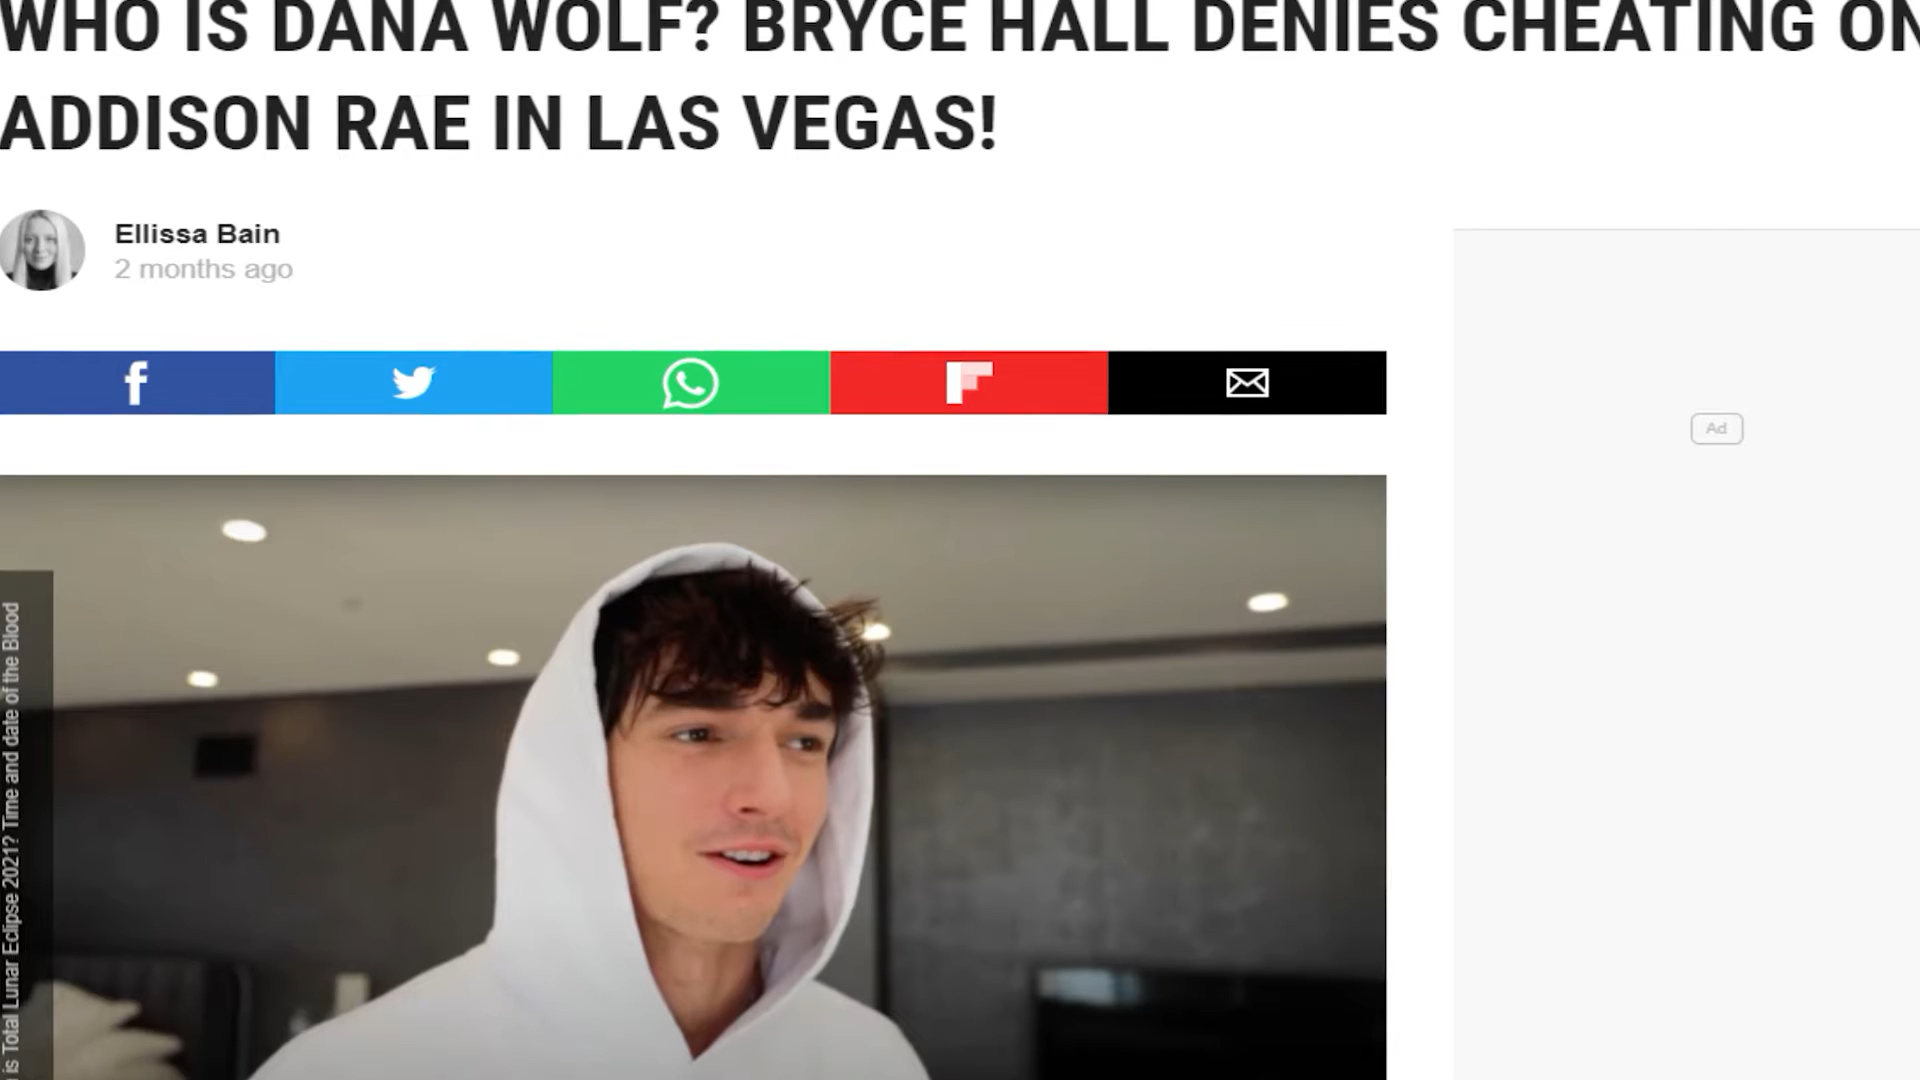 WHO IS DANA WOLF? BRYCE HALL DENIES CHEATING ON
ADDISON RAE IN LAS VEGAS!
Ellissa Bain
2 months ago
Ad
is Total Lunar Eclipse 2021? Time and date of the Blood